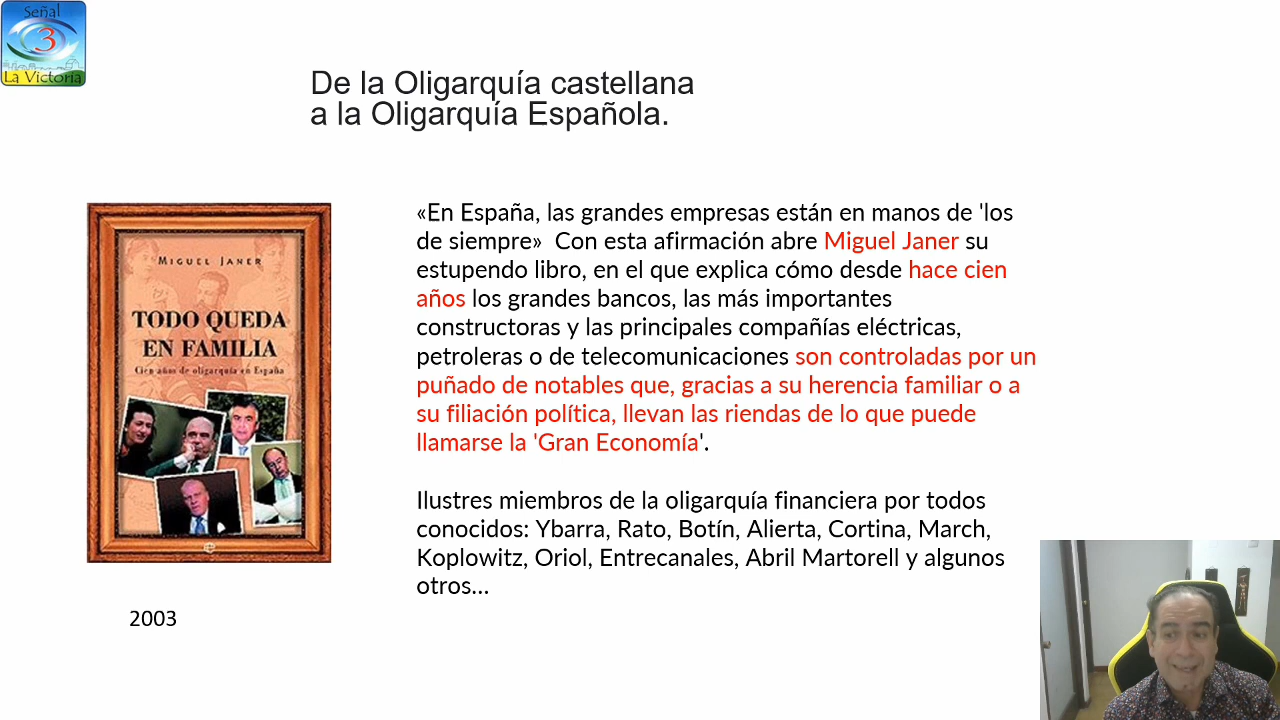 Señal
3
La Victoria
De la Oligarquía castellana
a la Oligarquía Española.
MIGUEL JANER
TODO QUEDA
EN FAMILIA
Cien años de oligarquía en España
2003
«En España, las grandes empresas están en manos de 'los
de siempre»  Con esta afirmación abre Miguel Janer su
estupendo libro, en el que explica cómo desde hace cien
años los grandes bancos, las más importantes
constructoras y las principales compañías eléctricas,
petroleras o de telecomunicaciones son controladas por un
puñado de notables que, gracias a su herencia familiar o a
su filiación política, llevan las riendas de lo que puede
llamarse la 'Gran Economía'.
Ilustres miembros de la oligarquía financiera por todos
conocidos: Ybarra, Rato, Botín, Alierta, Cortina, March,
Koplowitz, Oriol, Entrecanales, Abril Martorell y algunos
otros...